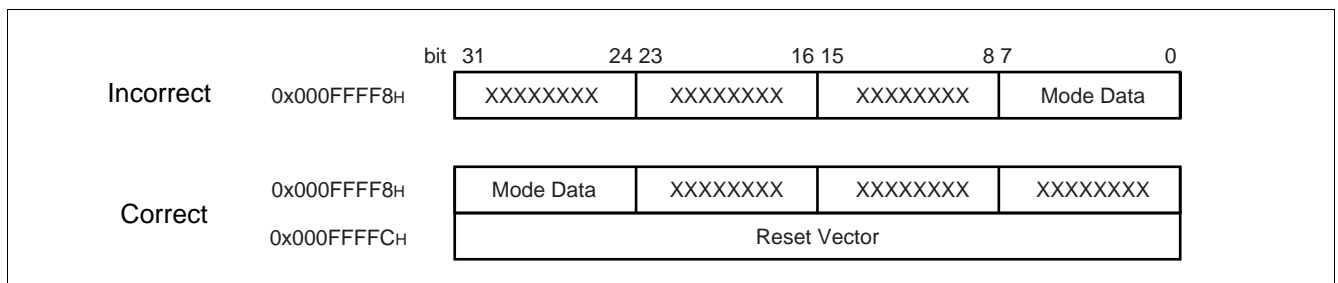 bit 31 24 23 16 15 8 7 0
Incorrect 0x000FFFF8H XXXXXXXX XXXXXXXX XXXXXXXX Mode Data
0x000FFFF8H Mode Data XXXXXXXX XXXXXXXX XXXXXXXX
Correct
0x000FFFFCH Reset Vector